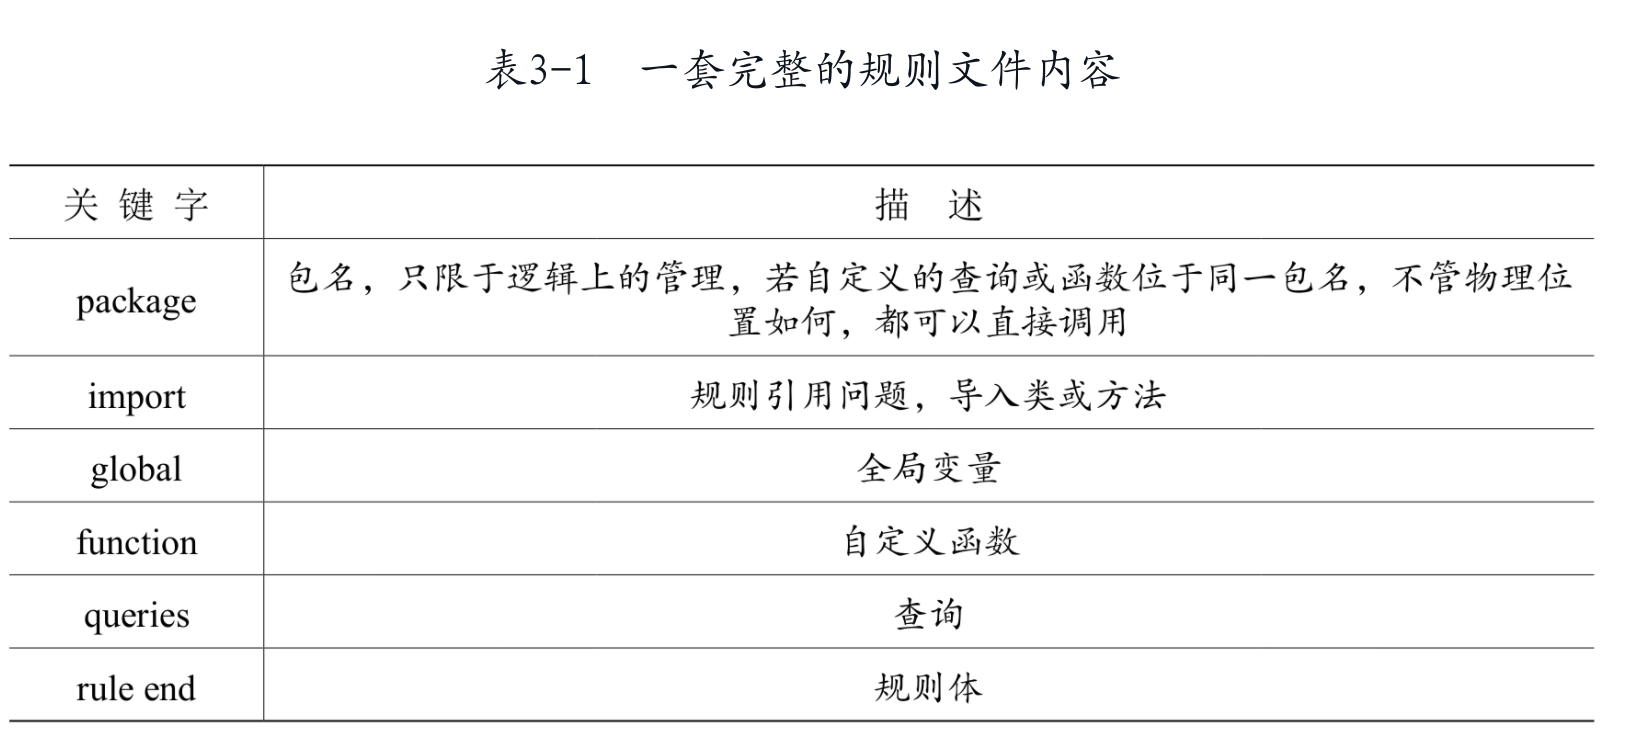 表3-1 一套完整的规则文件内容
关键字 描述
package 包名，只限于逻辑上的管理，若自定义的查询或函数位于同一包名，不管物理位
置如何，都可以直接调用
import 规则引用问题，导入类或方法
global 全局变量
function 自定义函数
queries 查询
rule end 规则体